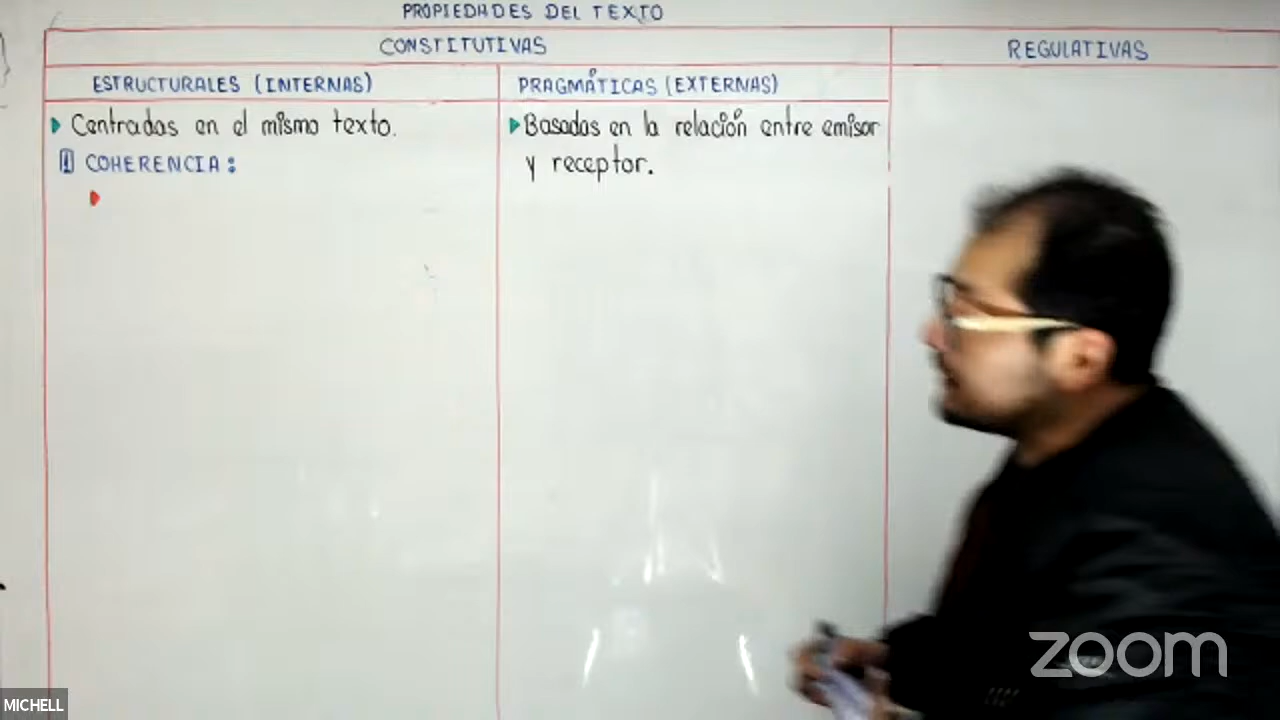 PROPIEDADES DEL TEXTO
CONSTITUTIVAS
REGULATIVAS
ESTRUCTURALES (INTERNAS)
PRAGMÁTICAS (EXTERNAS)
Centradas en el mismo texto.
1 COHERENCIA:
Basadas en la relación entre emisor
y receptor.
zoom
MICHELL